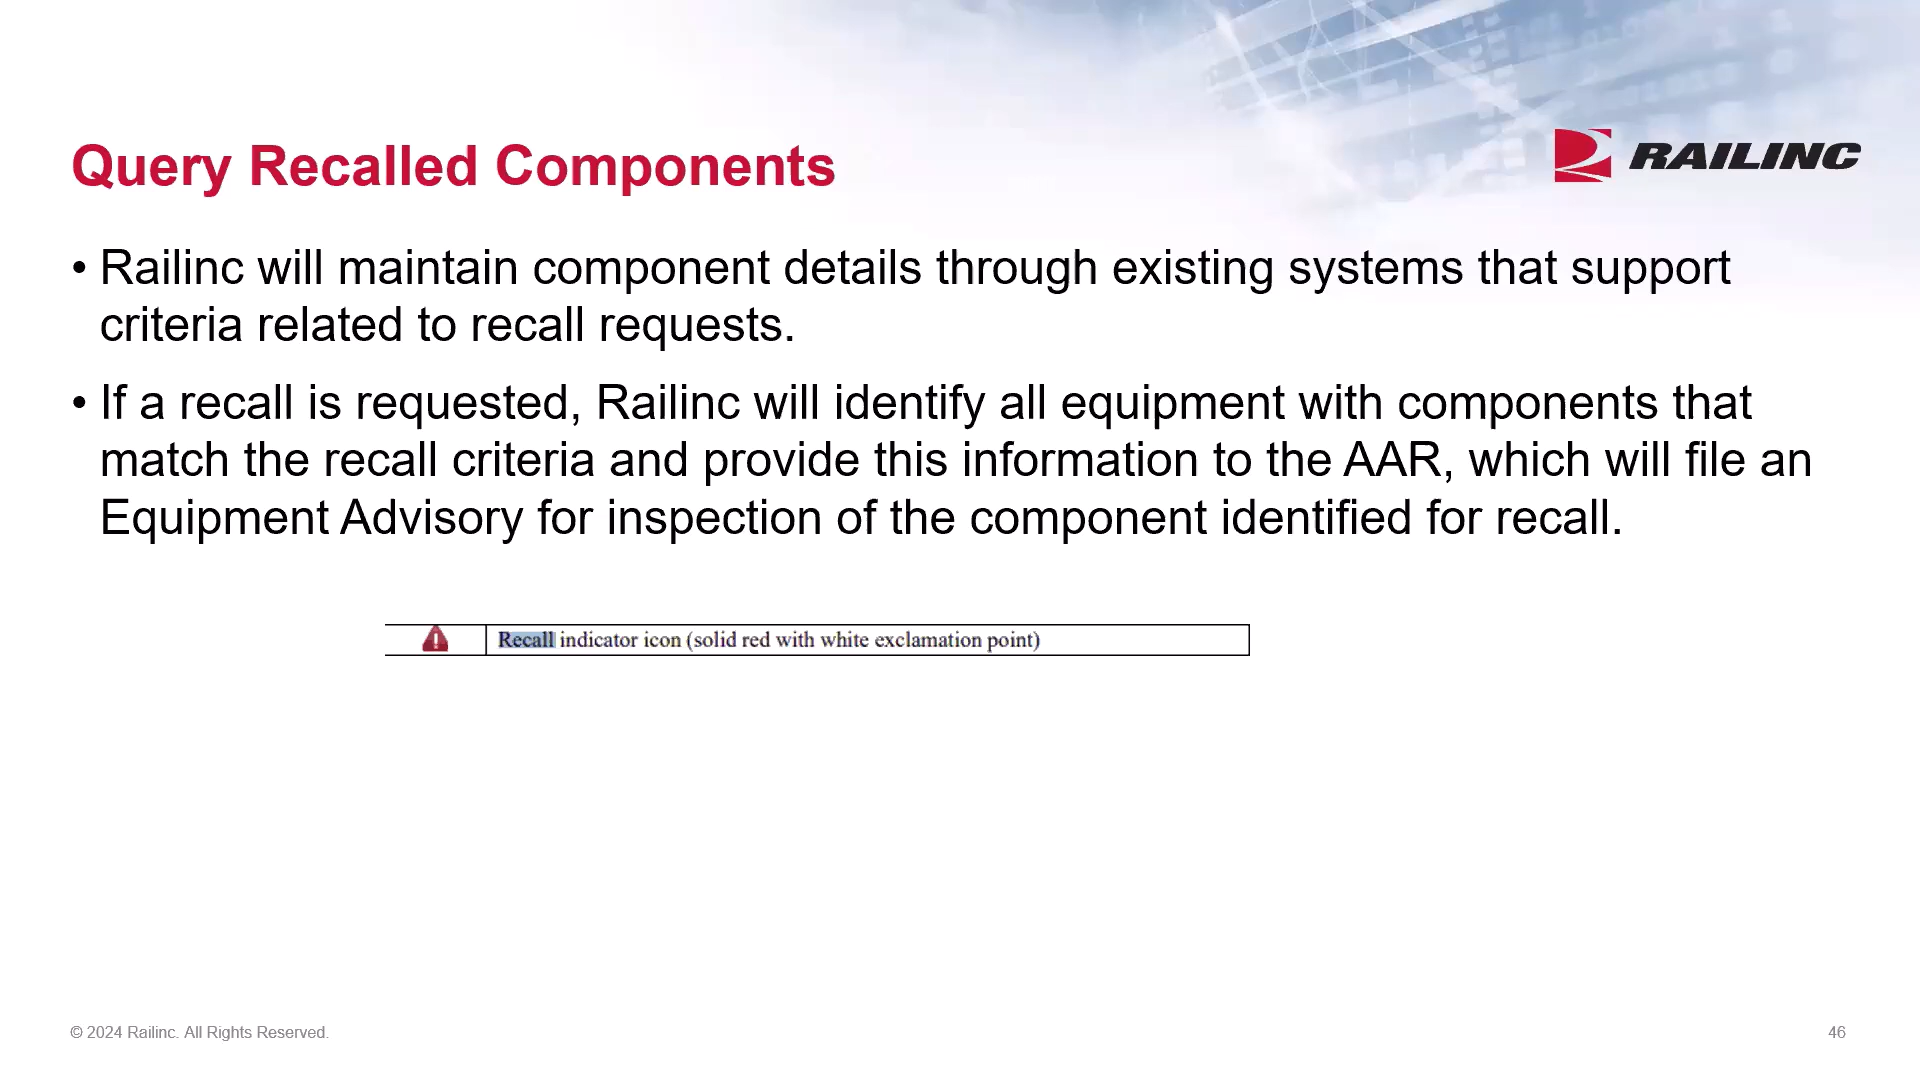 Query Recalled Components
RAILINC
• Railinc will maintain component details through existing systems that support
criteria related to recall requests.
• If a recall is requested, Railinc will identify all equipment with components that
match the recall criteria and provide this information to the AAR, which will file an
Equipment Advisory for inspection of the component identified for recall.
Recall indicator icon (solid red with white exclamation point)
© 2024 Railinc. All Rights Reserved.
46